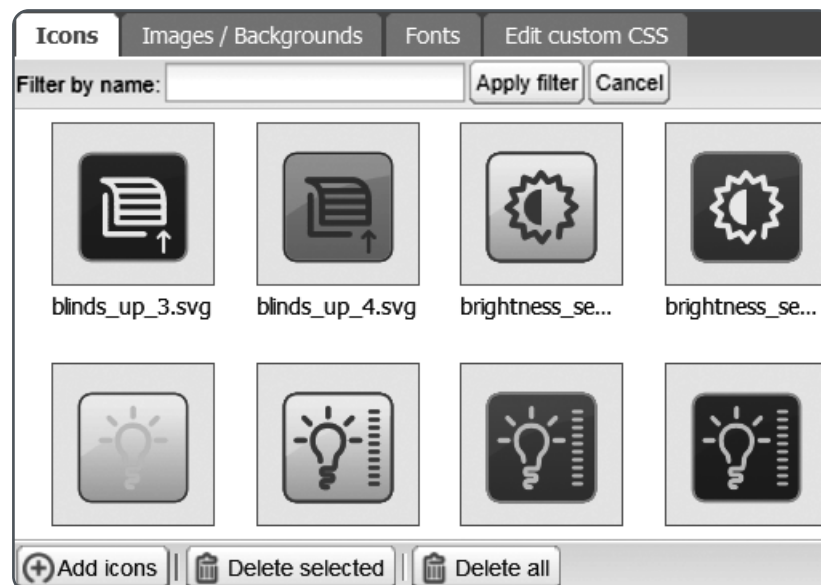 Icons Images / Backgrounds Fonts Edit custom CSS
Filter by name: Apply filter Cancel
blinds_up_3.svg blinds_up_4.svg brightness_se... brightness_se...
Add icons Delete selected Delete all